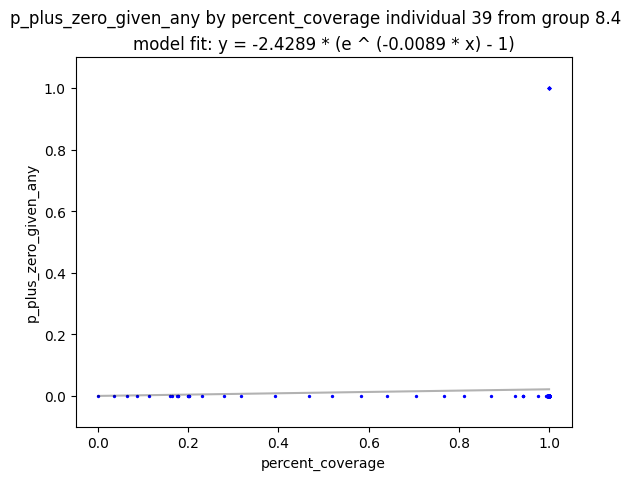 p_plus_zero_given_any by percent_coverage individual 39 from group 8.4
model fit: y = -2.4289 * (e ^ (-0.0089 * x) - 1)
1.0
0.8
0.6
0.4
0.2
0.0
p_plus_zero_given_any
0.0 0.2 0.4 0.6 0.8 1.0
percent_coverage